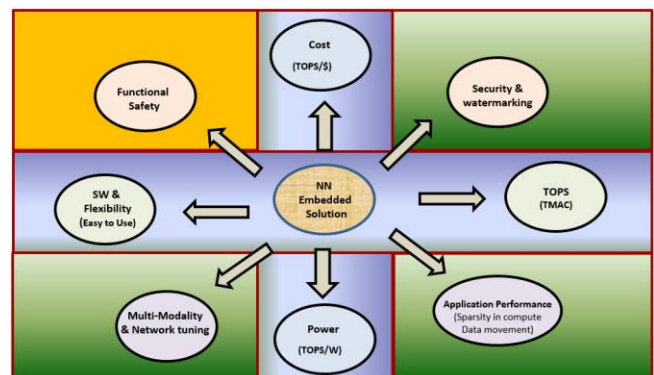 Cost
(TOPS/$)
Functional
Safety
Security &
watermarking
SW &
Flexibility
(Easy to Use)
NN
Embedded
Solution
TOPS
(TMAC)
Multi-Modality
& Network tuning
Power
(TOPS/W)
Application Performance
(Sparsity in compute
Data movement)